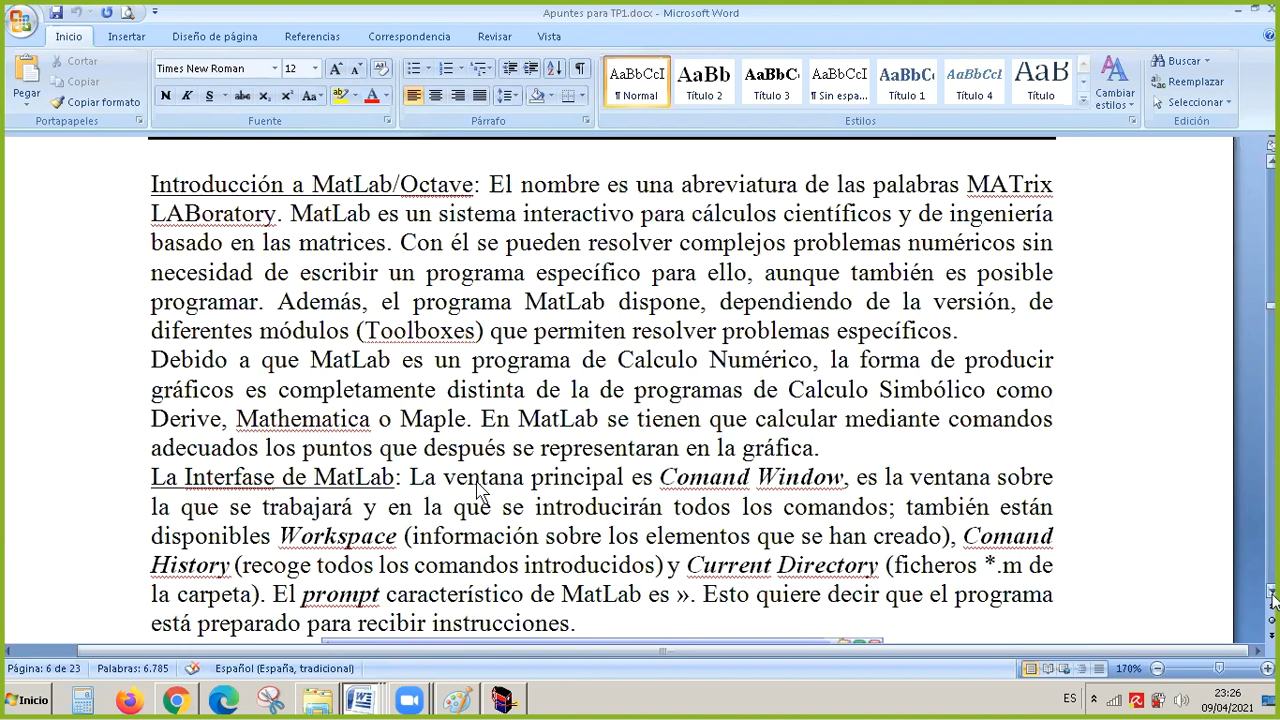 Apuntes para TP1.docx - Microsoft Word
Inicio Insertar Diseño de página Referencias Correspondencia Revisar Vista
Pegar Cortar Copiar Copiar formato
Times New Roman 12
N K S abc x₂ x² Aa
AaBbCcI AaBb AaBbC AaBbCcI AaBbC AaBbCcI AaB
¶ Normal Título 2 Título 3 ¶ Sin espa... Título 1 Título 4 Título
Cambiar estilos
Buscar
Reemplazar
Seleccionar
Portapapeles Fuente Párrafo Estilos Edición
Introducción a MatLab/Octave: El nombre es una abreviatura de las palabras MATrix
LABoratory. MatLab es un sistema interactivo para cálculos científicos y de ingeniería
basado en las matrices. Con él se pueden resolver complejos problemas numéricos sin
necesidad de escribir un programa específico para ello, aunque también es posible
programar. Además, el programa MatLab dispone, dependiendo de la versión, de
diferentes módulos (Toolboxes) que permiten resolver problemas específicos.
Debido a que MatLab es un programa de Calculo Numérico, la forma de producir
gráficos es completamente distinta de la de programas de Calculo Simbólico como
Derive, Mathematica o Maple. En MatLab se tienen que calcular mediante comandos
adecuados los puntos que después se representaran en la gráfica.
La Interfase de MatLab: La ventana principal es Comand Window, es la ventana sobre
la que se trabajará y en la que se introducirán todos los comandos; también están
disponibles Workspace (información sobre los elementos que se han creado), Comand
History (recoge todos los comandos introducidos) y Current Directory (ficheros *.m de
la carpeta). El prompt característico de MatLab es ». Esto quiere decir que el programa
está preparado para recibir instrucciones.
Página: 6 de 23 Palabras: 6.785 Español (España, tradicional) 170%
Inicio ES 23:26
09/04/2021